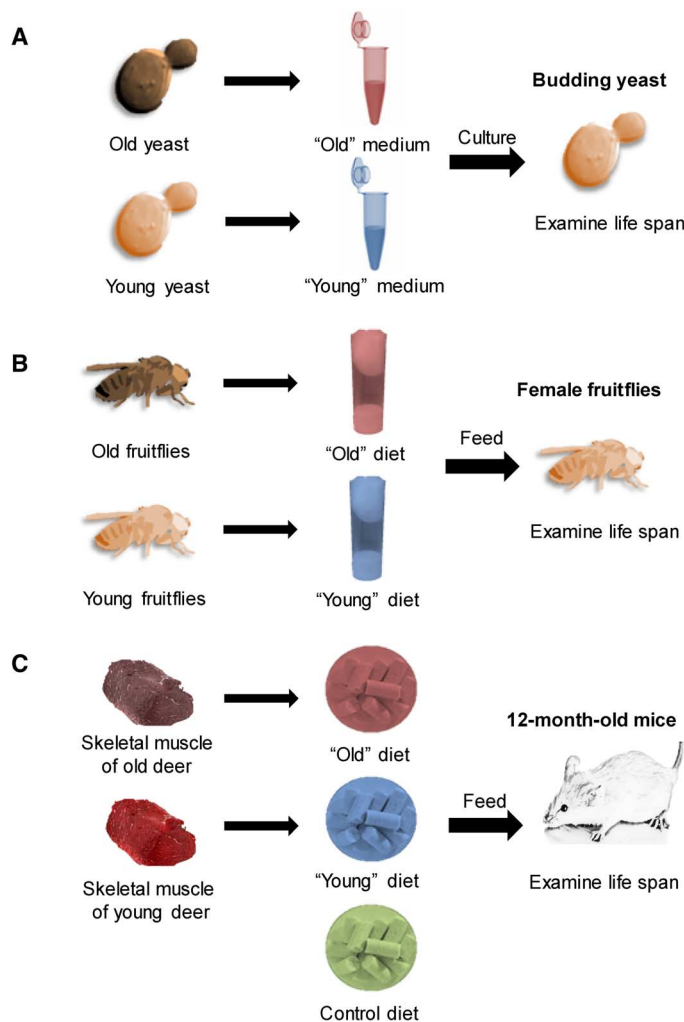 A
Old yeast
“Old” medium
Budding yeast
Culture
Young yeast
“Young” medium
Examine life span
B
Old fruitflies
“Old” diet
Female fruitflies
Feed
Young fruitflies
“Young” diet
Examine life span
C
Skeletal muscle
of old deer
“Old” diet
12-month-old mice
Feed
Skeletal muscle
of young deer
“Young” diet
Examine life span
Control diet